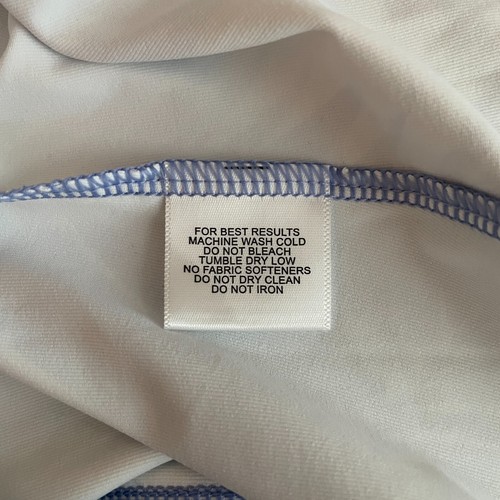 FOR BEST RESULTS
MACHINE WASH COLD
DO NOT BLEACH
TUMBLE DRY LOW
NO FABRIC SOFTENERS
DO NOT DRY CLEAN
DO NOT IRON